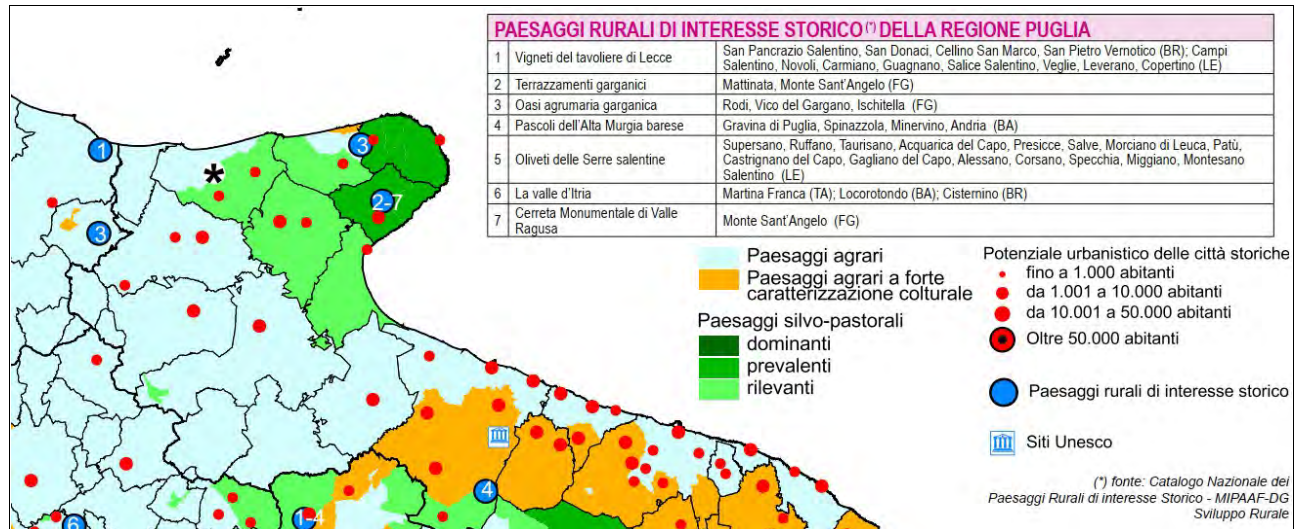 PAESAGGI RURALI DI INTERESSE STORICO (*) DELLA REGIONE PUGLIA
1 Vigneti del tavoliere di Lecce San Pancrazio Salentino, San Donaci, Cellino San Marco, San Pietro Vernotico (BR); Campi
Salentino, Novoli, Carmiano, Guagnano, Salice Salentino, Veglie, Leverano, Copertino (LE)
2 Terrazzamenti garganici Mattinata, Monte Sant'Angelo (FG)
3 Oasi agrumaria garganica Rodi, Vico del Gargano, Ischitella (FG)
4 Pascoli dell'Alta Murgia barese Gravina di Puglia, Spinazzola, Minervino, Andria (BA)
5 Oliveti delle Serre salentine Supersano, Ruffano, Taurisano, Acquarica del Capo, Presicce, Salve, Morciano di Leuca, Patù,
Castrignano del Capo, Gagliano del Capo, Alessano, Corsano, Specchia, Miggiano, Montesano
Salentino (LE)
6 La valle d'Itria Martina Franca (TA); Locorotondo (BA); Cisternino (BR)
7 Cerreta Monumentale di Valle
Ragusa Monte Sant'Angelo (FG)
1
3
*
2-7
3
4
1-4
6
Paesaggi agrari
Paesaggi agrari a forte
caratterizzazione colturale
Paesaggi silvo-pastorali
dominanti
prevalenti
rilevanti
Potenziale urbanistico delle città storiche
fino a 1.000 abitanti
da 1.001 a 10.000 abitanti
da 10.001 a 50.000 abitanti
Oltre 50.000 abitanti
Paesaggi rurali di interesse storico
Siti Unesco
(*) fonte: Catalogo Nazionale dei
Paesaggi Rurali di interesse Storico - MIPAAF-DG
Sviluppo Rurale